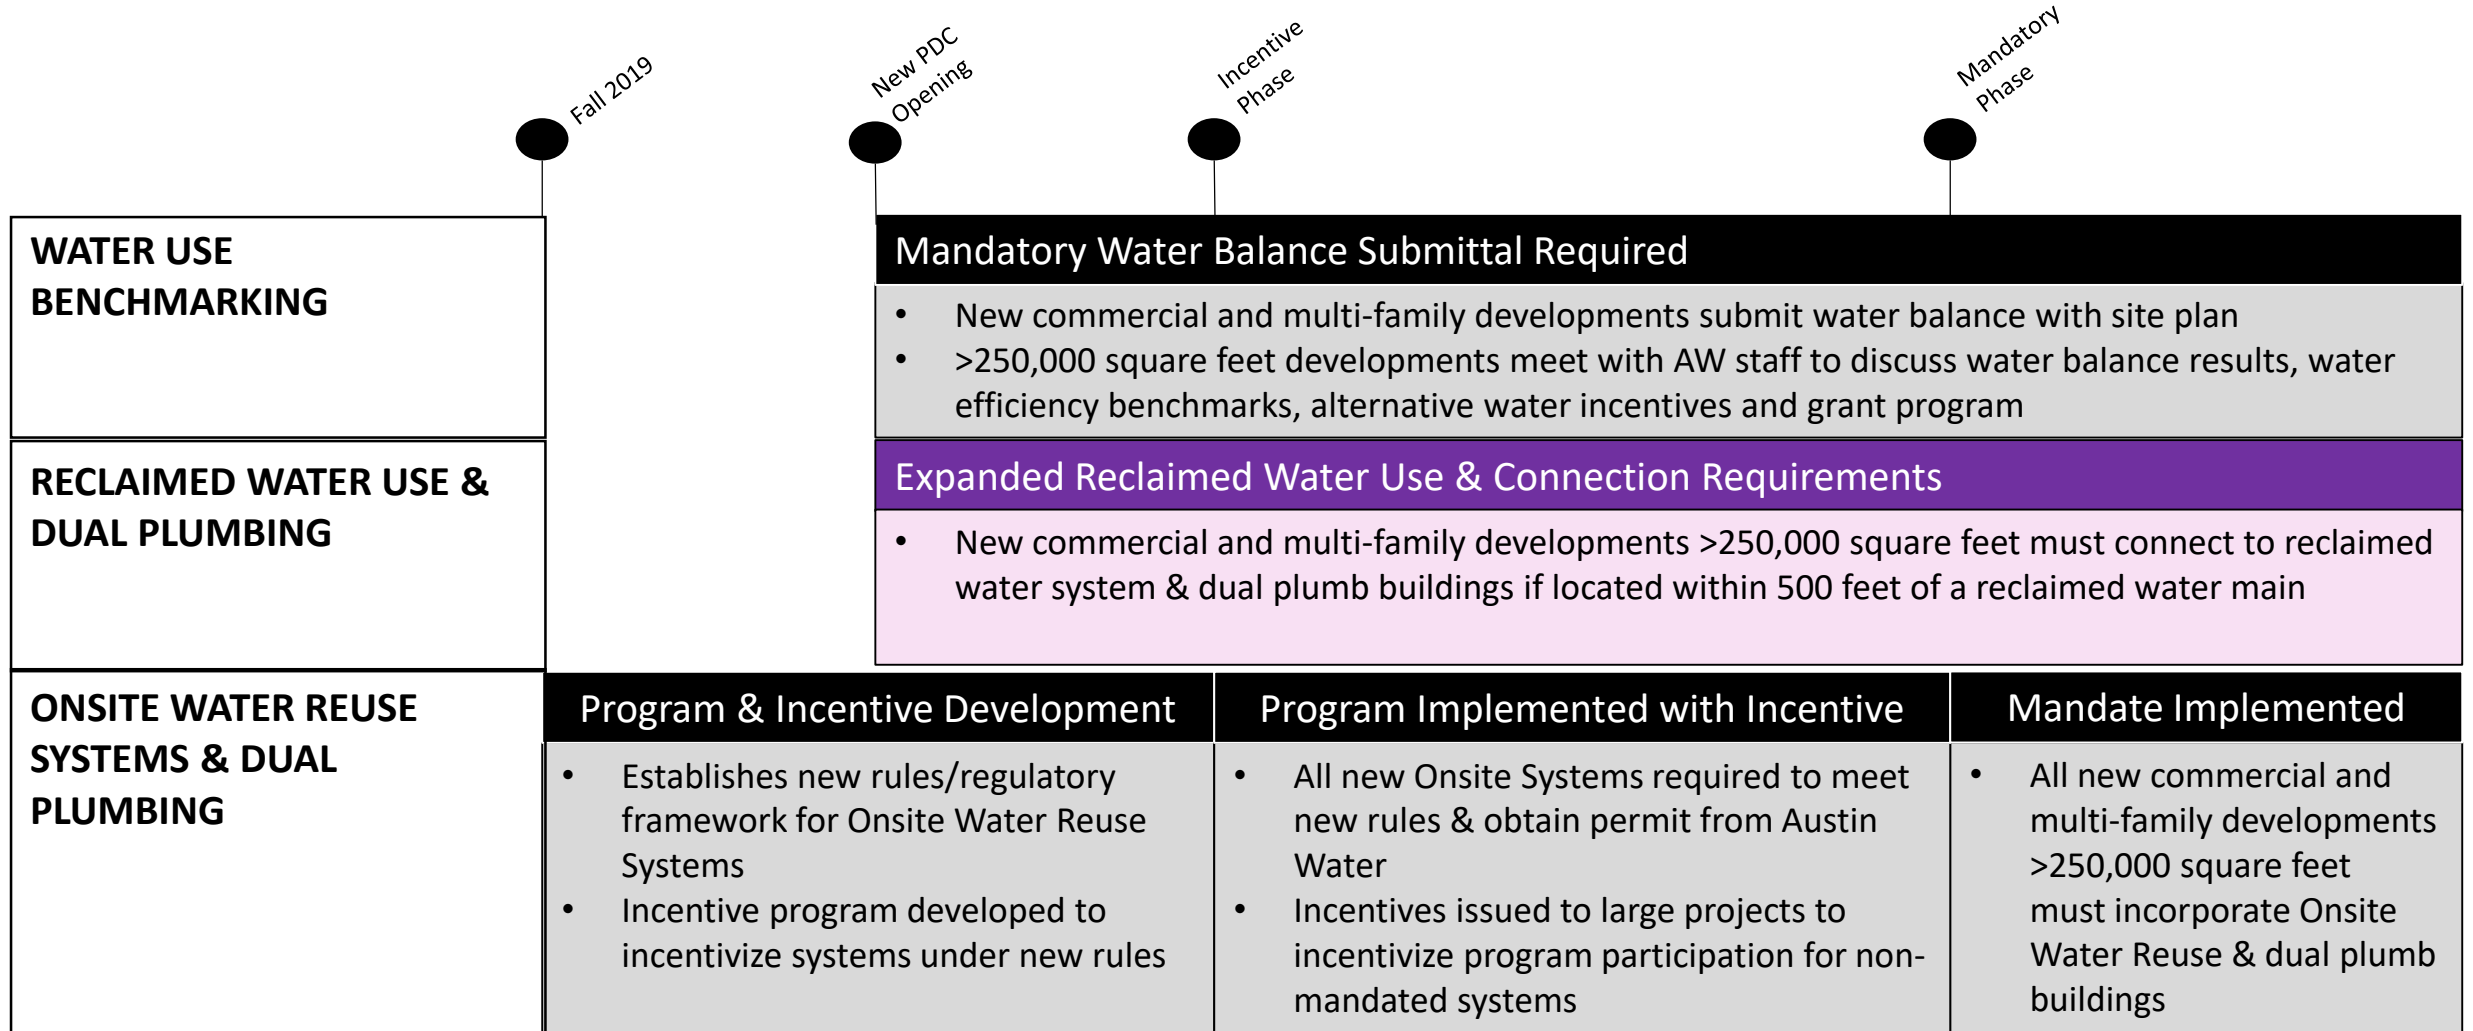 Fall 2019
New PDC
Opening
Incentive
Phase
Mandatory
Phase
WATER USE
BENCHMARKING
Mandatory Water Balance Submittal Required
• New commercial and multi-family developments submit water balance with site plan
• >250,000 square feet developments meet with AW staff to discuss water balance results, water
efficiency benchmarks, alternative water incentives and grant program
RECLAIMED WATER USE &
DUAL PLUMBING
Expanded Reclaimed Water Use & Connection Requirements
• New commercial and multi-family developments >250,000 square feet must connect to reclaimed
water system & dual plumb buildings if located within 500 feet of a reclaimed water main
ONSITE WATER REUSE
SYSTEMS & DUAL
PLUMBING
Program & Incentive Development
• Establishes new rules/regulatory
framework for Onsite Water Reuse
Systems
• Incentive program developed to
incentivize systems under new rules
Program Implemented with Incentive
• All new Onsite Systems required to meet
new rules & obtain permit from Austin
Water
• Incentives issued to large projects to
incentivize program participation for non-
mandated systems
Mandate Implemented
• All new commercial and
multi-family developments
>250,000 square feet
must incorporate Onsite
Water Reuse & dual plumb
buildings